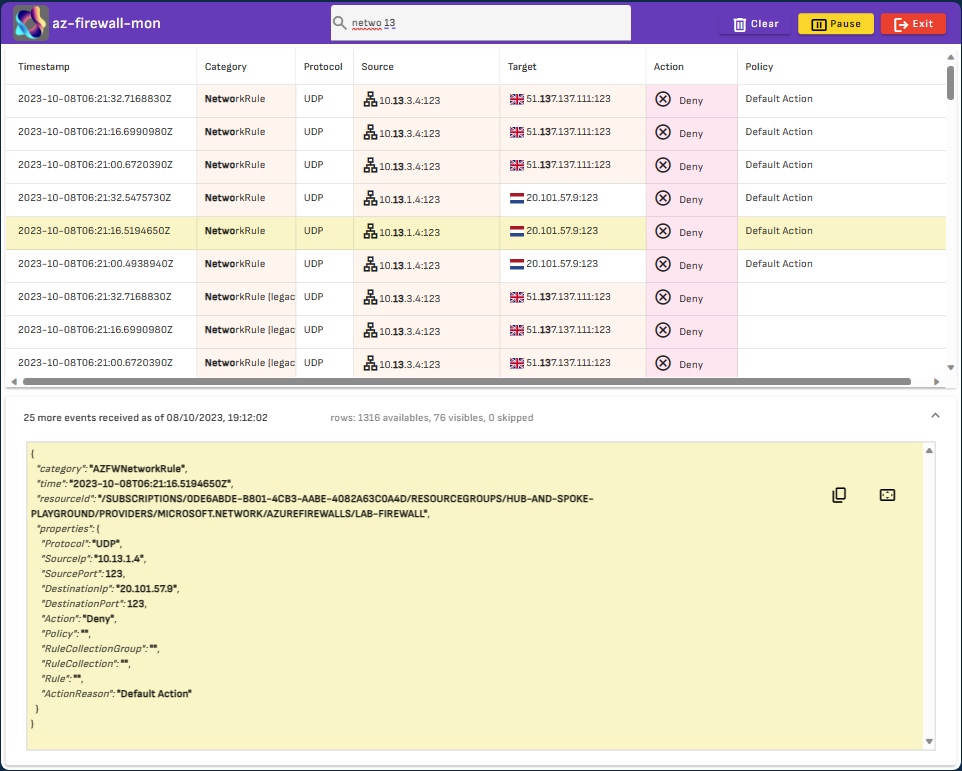 az-firewall-mon
netwo 13
Clear
Pause
Exit
Timestamp Category Protocol Source Target Action Policy
2023-10-08T06:21:32.7168830Z NetworkRule UDP 10.13.3.4:123 51.137.137.111:123 Deny Default Action
2023-10-08T06:21:16.6990980Z NetworkRule UDP 10.13.3.4:123 51.137.137.111:123 Deny Default Action
2023-10-08T06:21:00.6720390Z NetworkRule UDP 10.13.3.4:123 51.137.137.111:123 Deny Default Action
2023-10-08T06:21:32.5475730Z NetworkRule UDP 10.13.1.4:123 20.101.57.9:123 Deny Default Action
2023-10-08T06:21:16.5194650Z NetworkRule UDP 10.13.1.4:123 20.101.57.9:123 Deny Default Action
2023-10-08T06:21:00.4938940Z NetworkRule UDP 10.13.1.4:123 20.101.57.9:123 Deny Default Action
2023-10-08T06:21:32.7168830Z NetworkRule (legac UDP 10.13.3.4:123 51.137.137.111:123 Deny
2023-10-08T06:21:16.6990980Z NetworkRule (legac UDP 10.13.3.4:123 51.137.137.111:123 Deny
2023-10-08T06:21:00.6720390Z NetworkRule (legac UDP 10.13.3.4:123 51.137.137.111:123 Deny
25 more events received as of 08/10/2023, 19:12:02 rows: 1316 availables, 76 visibles, 0 skipped
{
"category":"AZFWNetworkRule",
"time":"2023-10-08T06:21:16.5194650Z",
"resourceId":"/SUBSCRIPTIONS/0DE6ABDE-B801-4CB3-AABE-4082A63C0A4D/RESOURCEGROUPS/HUB-AND-SPOKE-
PLAYGROUND/PROVIDERS/MICROSOFT.NETWORK/AZUREFIREWALLS/LAB-FIREWALL",
"properties":{
"Protocol":"UDP",
"SourceIp":"10.13.1.4",
"SourcePort":123,
"DestinationIp":"20.101.57.9",
"DestinationPort":123,
"Action":"Deny",
"Policy":"",
"RuleCollectionGroup":"",
"RuleCollection":"",
"Rule":"",
"ActionReason":"Default Action"
}
}